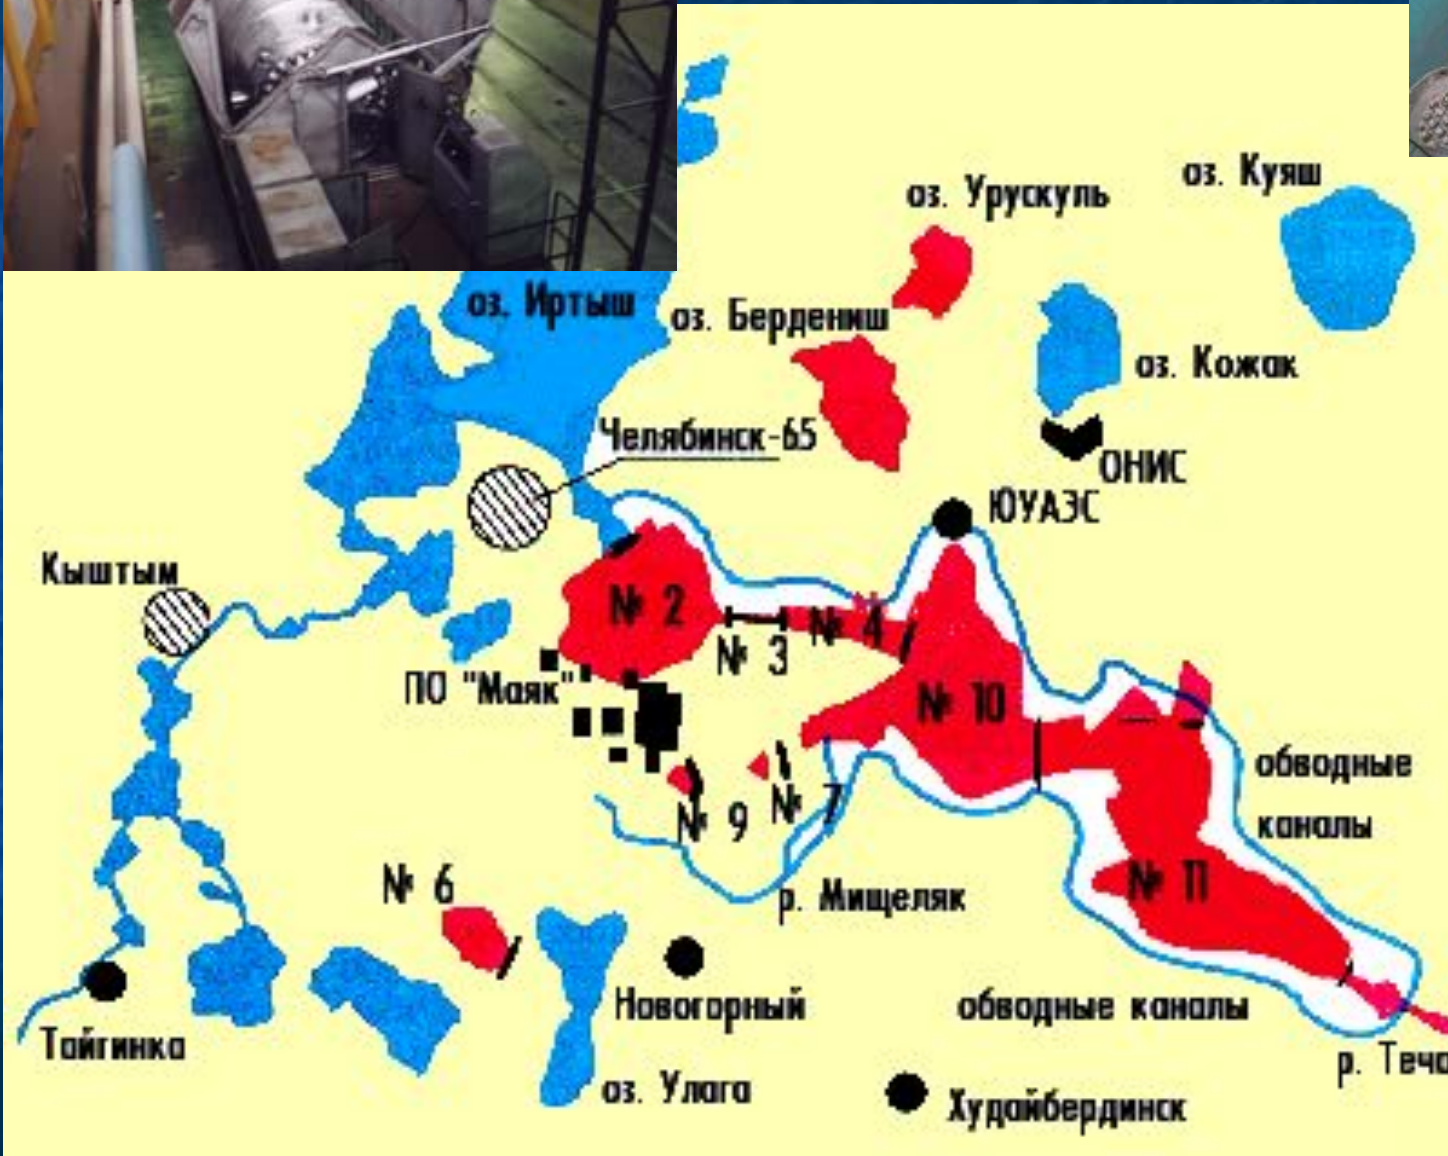 оз. Куяш
оз. Урускуль
оз. Иртыш
оз. Бердениш
оз. Кожак
Челябинск-65
ОНИС
ЮУАЭС
Кыштым
№ 2
№ 4
№ 3
ПО "Маяк"
№ 10
обводные
каналы
№ 9
№ 7
№ 6
№ 11
р. Мищеляк
Новогорный
обводные каналы
Тайгинка
р. Теча
оз. Улага
Худайбердинск